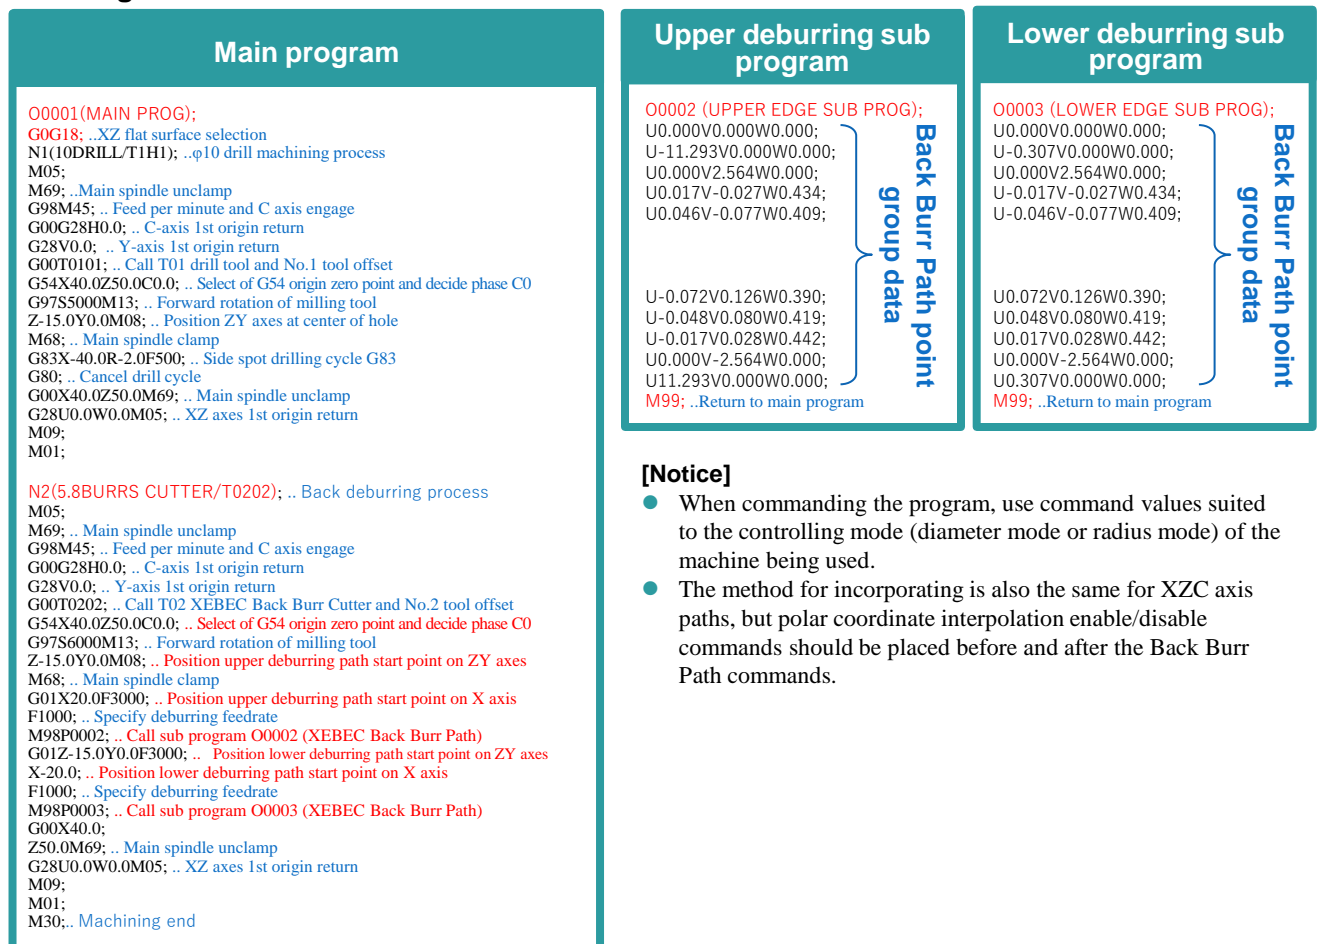 Main program
O0001(MAIN PROG);
G0G18; ..XZ flat surface selection
N1(10DRILL/T1H1); ..φ10 drill machining process
M05;
M69; ..Main spindle unclamp
G98M45; .. Feed per minute and C axis engage
G00G28H0.0; .. C-axis 1st origin return
G28V0.0; .. Y-axis 1st origin return
G00T0101; .. Call T01 drill tool and No.1 tool offset
G54X40.0Z50.0C0.0; .. Select of G54 origin zero point and decide phase C0
G97S5000M13; .. Forward rotation of milling tool
Z-15.0Y0.0M08; .. Position ZY axes at center of hole
M68; .. Main spindle clamp
G83X-40.0R-2.0F500; .. Side spot drilling cycle G83
G80; .. Cancel drill cycle
G00X40.0Z50.0M69; .. Main spindle unclamp
G28U0.0W0.0M05; .. XZ axes 1st origin return
M09;
M01;
N2(5.8BURRS CUTTER/T0202); .. Back deburring process
M05;
M69; .. Main spindle unclamp
G98M45; .. Feed per minute and C axis engage
G00G28H0.0; .. C-axis 1st origin return
G28V0.0; .. Y-axis 1st origin return
G00T0202; .. Call T02 XEBEC Back Burr Cutter and No.2 tool offset
G54X40.0Z50.0C0.0; .. Select of G54 origin zero point and decide phase C0
G97S6000M13; .. Forward rotation of milling tool
Z-15.0Y0.0M08; .. Position upper deburring path start point on ZY axes
M68; .. Main spindle clamp
G01X20.0F3000; .. Position upper deburring path start point on X axis
F1000; .. Specify deburring feedrate
M98P0002; .. Call sub program O0002 (XEBEC Back Burr Path)
G01Z-15.0Y0.0F3000; .. Position lower deburring path start point on ZY axes
X-20.0; .. Position lower deburring path start point on X axis
F1000; .. Specify deburring feedrate
M98P0003; .. Call sub program O0003 (XEBEC Back Burr Path)
G00X40.0;
Z50.0M69; .. Main spindle unclamp
G28U0.0W0.0M05; .. XZ axes 1st origin return
M09;
M01;
M30;.. Machining end
Upper deburring sub
program
O0002 (UPPER EDGE SUB PROG);
U0.000V0.000W0.000;
U-11.293V0.000W0.000;
U0.000V2.564W0.000;
U0.017V-0.027W0.434;
U0.046V-0.077W0.409;
U-0.072V0.126W0.390;
U-0.048V0.080W0.419;
U-0.017V0.028W0.442;
U0.000V-2.564W0.000;
U11.293V0.000W0.000;
M99; ..Return to main program
Back Burr Path point
group data
Lower deburring sub
program
O0003 (LOWER EDGE SUB PROG);
U0.000V0.000W0.000;
U-0.307V0.000W0.000;
U0.000V2.564W0.000;
U-0.017V-0.027W0.434;
U-0.046V-0.077W0.409;
U0.072V0.126W0.390;
U0.048V0.080W0.419;
U0.017V0.028W0.442;
U0.000V-2.564W0.000;
U0.307V0.000W0.000;
M99; ..Return to main program
Back Burr Path point
group data
[Notice]
● When commanding the program, use command values suited
to the controlling mode (diameter mode or radius mode) of the
machine being used.
● The method for incorporating is also the same for XZC axis
paths, but polar coordinate interpolation enable/disable
commands should be placed before and after the Back Burr
Path commands.